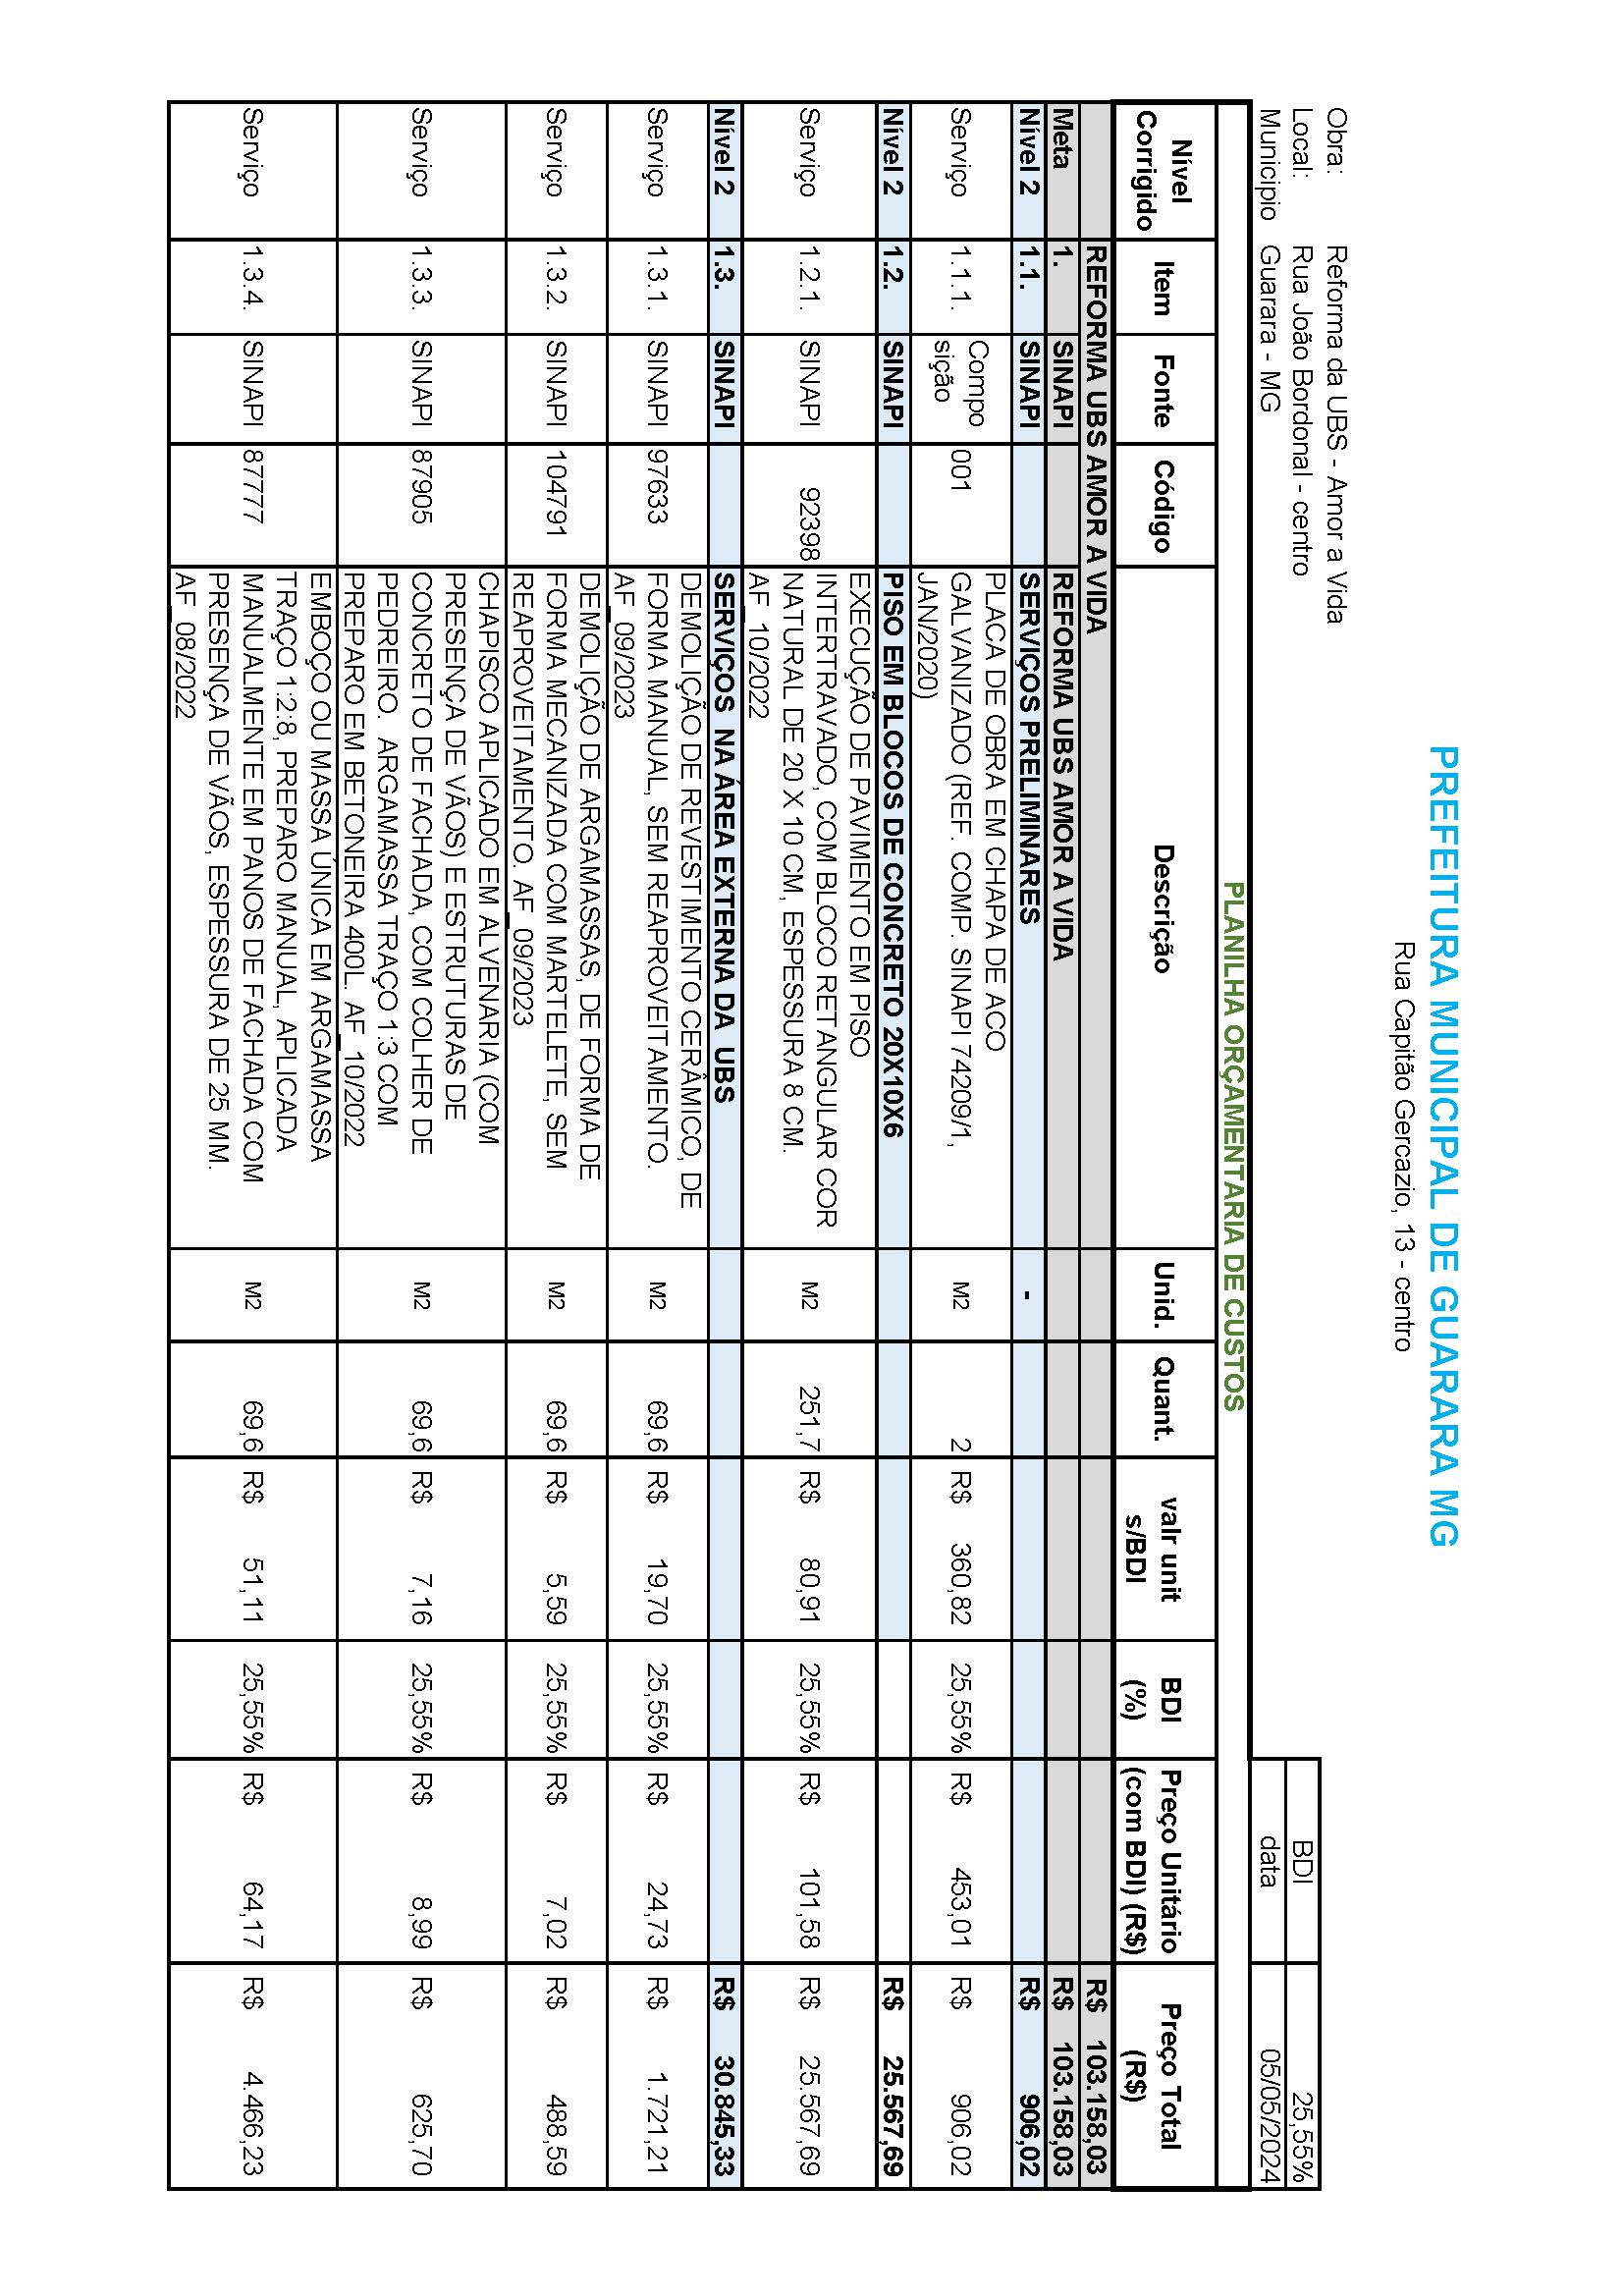 PREFEITURA MUNICIPAL DE GUARARA MG
Rua Capitão Gercazio, 13 - centro
Obra: Reforma da UBS - Amor a Vida
Local: Rua João Bordonal - centro BDI 25,55%
Municipio Guarara - MG data 05/05/2024
PLANILHA ORÇAMENTARIA DE CUSTOS
Nível Corrigido Item Fonte Código Descrição Unid. Quant. valr unit s/BDI BDI (%) Preço Unitário (com BDI) (R$) Preço Total (R$)
REFORMA UBS AMOR A VIDA R$ 103.158,03
Meta 1. SINAPI REFORMA UBS AMOR A VIDA R$ 103.158,03
Nível 2 1.1. SINAPI SERVIÇOS PRELIMINARES - R$ 906,02
Serviço 1.1.1. Compo sição 001 PLACA DE OBRA EM CHAPA DE ACO
GALVANIZADO (REF. COMP. SINAPI 74209/1,
JAN/2020) M2 2 R$ 360,82 25,55% R$ 453,01 R$ 906,02
Nível 2 1.2. SINAPI PISO EM BLOCOS DE CONCRETO 20X10X6 R$ 25.567,69
Serviço 1.2.1. SINAPI 92398 EXECUÇÃO DE PAVIMENTO EM PISO
INTERTRAVADO, COM BLOCO RETANGULAR COR
NATURAL DE 20 X 10 CM, ESPESSURA 8 CM.
AF_10/2022 M2 251,7 R$ 80,91 25,55% R$ 101,58 R$ 25.567,69
Nível 2 1.3. SINAPI SERVIÇOS NA ÁREA EXTERNA DA UBS R$ 30.845,33
Serviço 1.3.1. SINAPI 97633 DEMOLIÇÃO DE REVESTIMENTO CERÂMICO, DE
FORMA MANUAL, SEM REAPROVEITAMENTO.
AF_09/2023 M2 69,6 R$ 19,70 25,55% R$ 24,73 R$ 1.721,21
Serviço 1.3.2. SINAPI 104791 DEMOLIÇÃO DE ARGAMASSAS, DE FORMA DE
FORMA MECANIZADA COM MARTELETE, SEM
REAPROVEITAMENTO. AF_09/2023 M2 69,6 R$ 5,59 25,55% R$ 7,02 R$ 488,59
Serviço 1.3.3. SINAPI 87905 CHAPISCO APLICADO EM ALVENARIA (COM
PRESENÇA DE VÃOS) E ESTRUTURAS DE
CONCRETO DE FACHADA, COM COLHER DE
PEDREIRO. ARGAMASSA TRAÇO 1:3 COM
PREPARO EM BETONEIRA 400L. AF_10/2022 M2 69,6 R$ 7,16 25,55% R$ 8,99 R$ 625,70
Serviço 1.3.4. SINAPI 87777 EMBOÇO OU MASSA ÚNICA EM ARGAMASSA
TRAÇO 1:2:8, PREPARO MANUAL, APLICADA
MANUALMENTE EM PANOS DE FACHADA COM
PRESENÇA DE VÃOS, ESPESSURA DE 25 MM.
AF_08/2022 M2 69,6 R$ 51,11 25,55% R$ 64,17 R$ 4.466,23